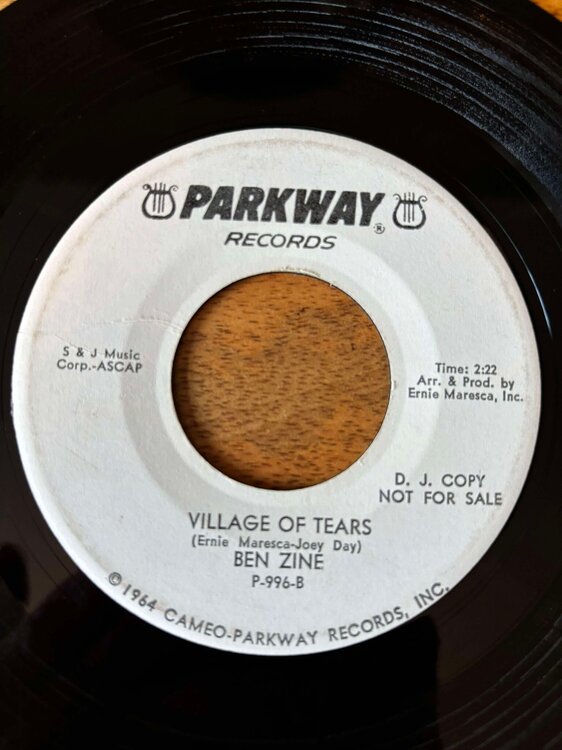 PARKWAY®
RECORDS
S & J Music
Corp.-ASCAP
Time: 2:22
Arr. & Prod. by
Ernie Maresca, Inc.
D. J. COPY
NOT FOR SALE
VILLAGE OF TEARS
(Ernie Maresca-Joey Day)
BEN ZINE
P-996-B
©1964 CAMEO-PARKWAY RECORDS, INC.